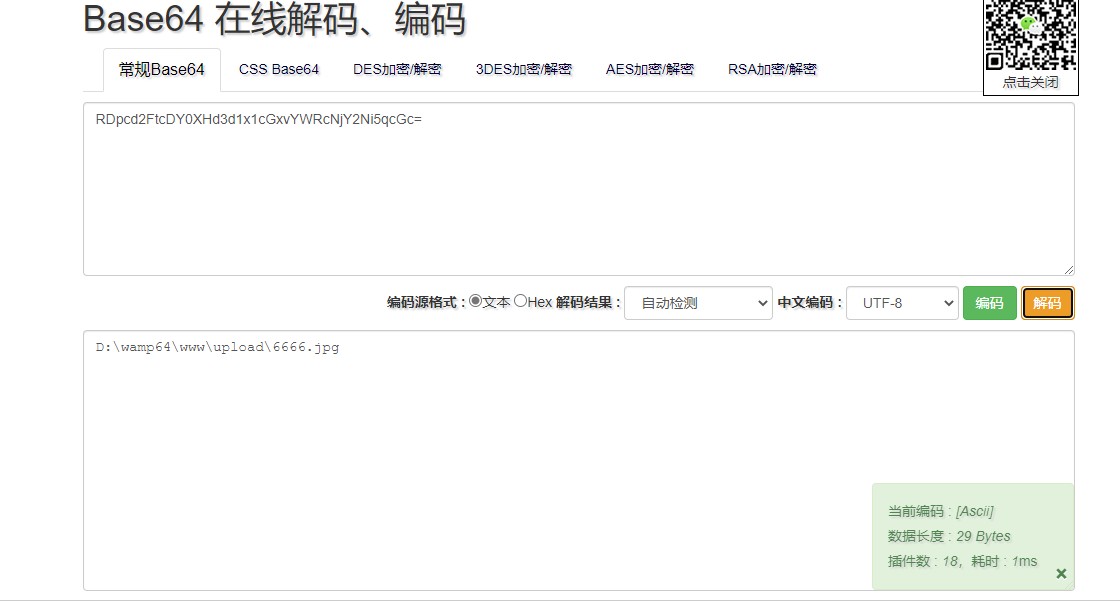 Base64 在线解码、编码
点击关闭
常规Base64 CSS Base64 DES加密/解密 3DES加密/解密 AES加密/解密 RSA加密/解密
RDpcd2FtcDY0XHd3d1x1cGxvYWRcNjY2Ni5qcGc=
编码源格式 : 文本 Hex 解码结果 : 自动检测 中文编码 : UTF-8 编码 解码
D:\wamp64\www\upload\6666.jpg
当前编码 : [Ascii]
数据长度 : 29 Bytes
插件数 : 18，耗时 : 1ms
×